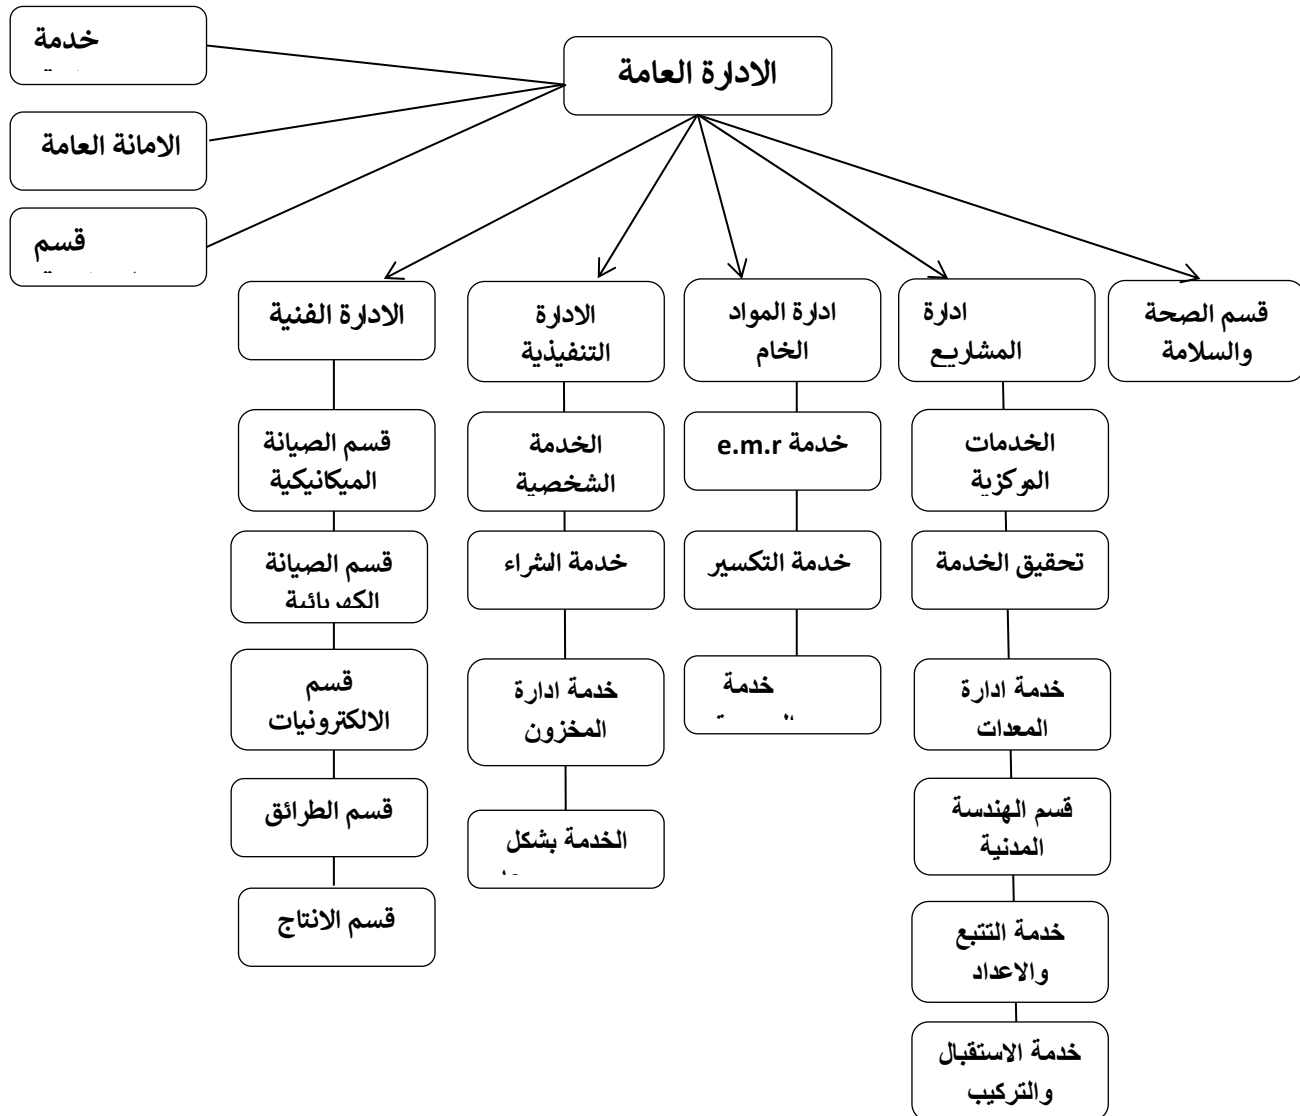 الادارة العامة
خدمة
الامانة العامة
قسم
الادارة الفنية
قسم الصيانة
الميكانيكية
قسم الصيانة
الكهربائية
قسم
الالكترونيات
قسم الطرائق
قسم الانتاج
الادارة
التنفيذية
الخدمة
الشخصية
خدمة الشراء
خدمة ادارة
المخزون
الخدمة بشكل
ادارة المواد
الخام
خدمة e.m.r
خدمة التكسير
خدمة
ادارة
المشاريع
الخدمات
المركزية
تحقيق الخدمة
خدمة ادارة
المعدات
قسم الهندسة
المدنية
خدمة التتبع
والاعداد
خدمة الاستقبال
والتركيب
قسم الصحة
والسلامة